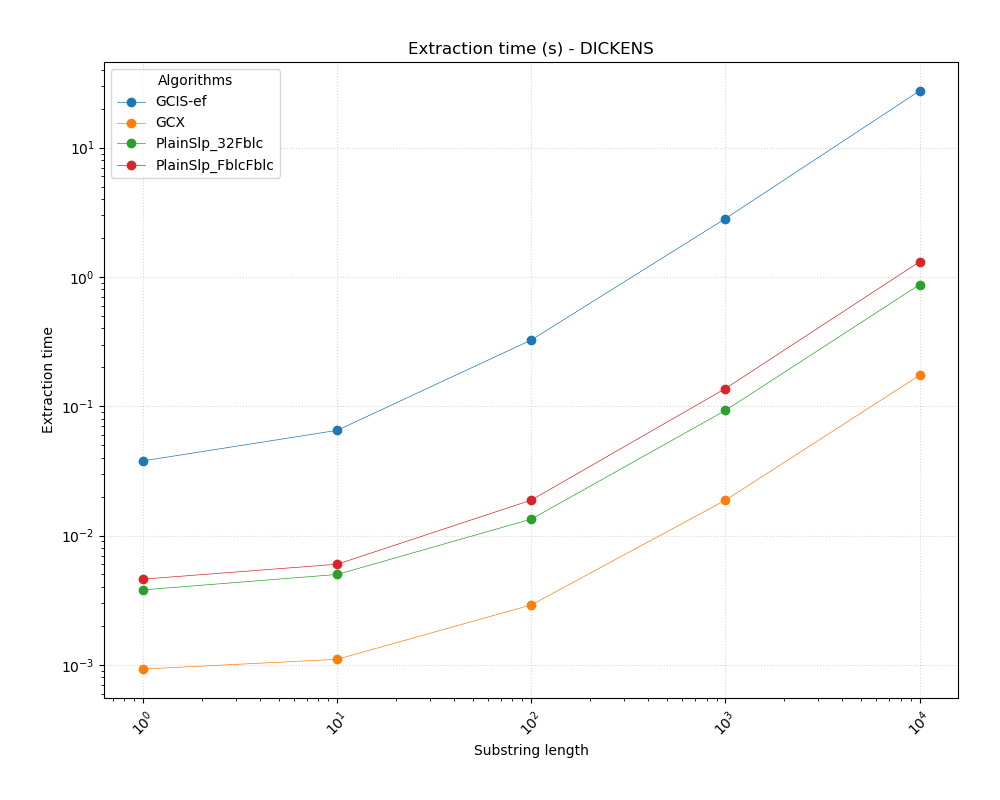 Extraction time (s) - DICKENS
Algorithms
GCIS-ef
GCX
PlainSlp_32Fblc
PlainSlp_FblcFblc
Extraction time
10¹
10⁰
10⁻¹
10⁻²
10⁻³
10⁰ 10¹ 10² 10³ 10⁴
Substring length